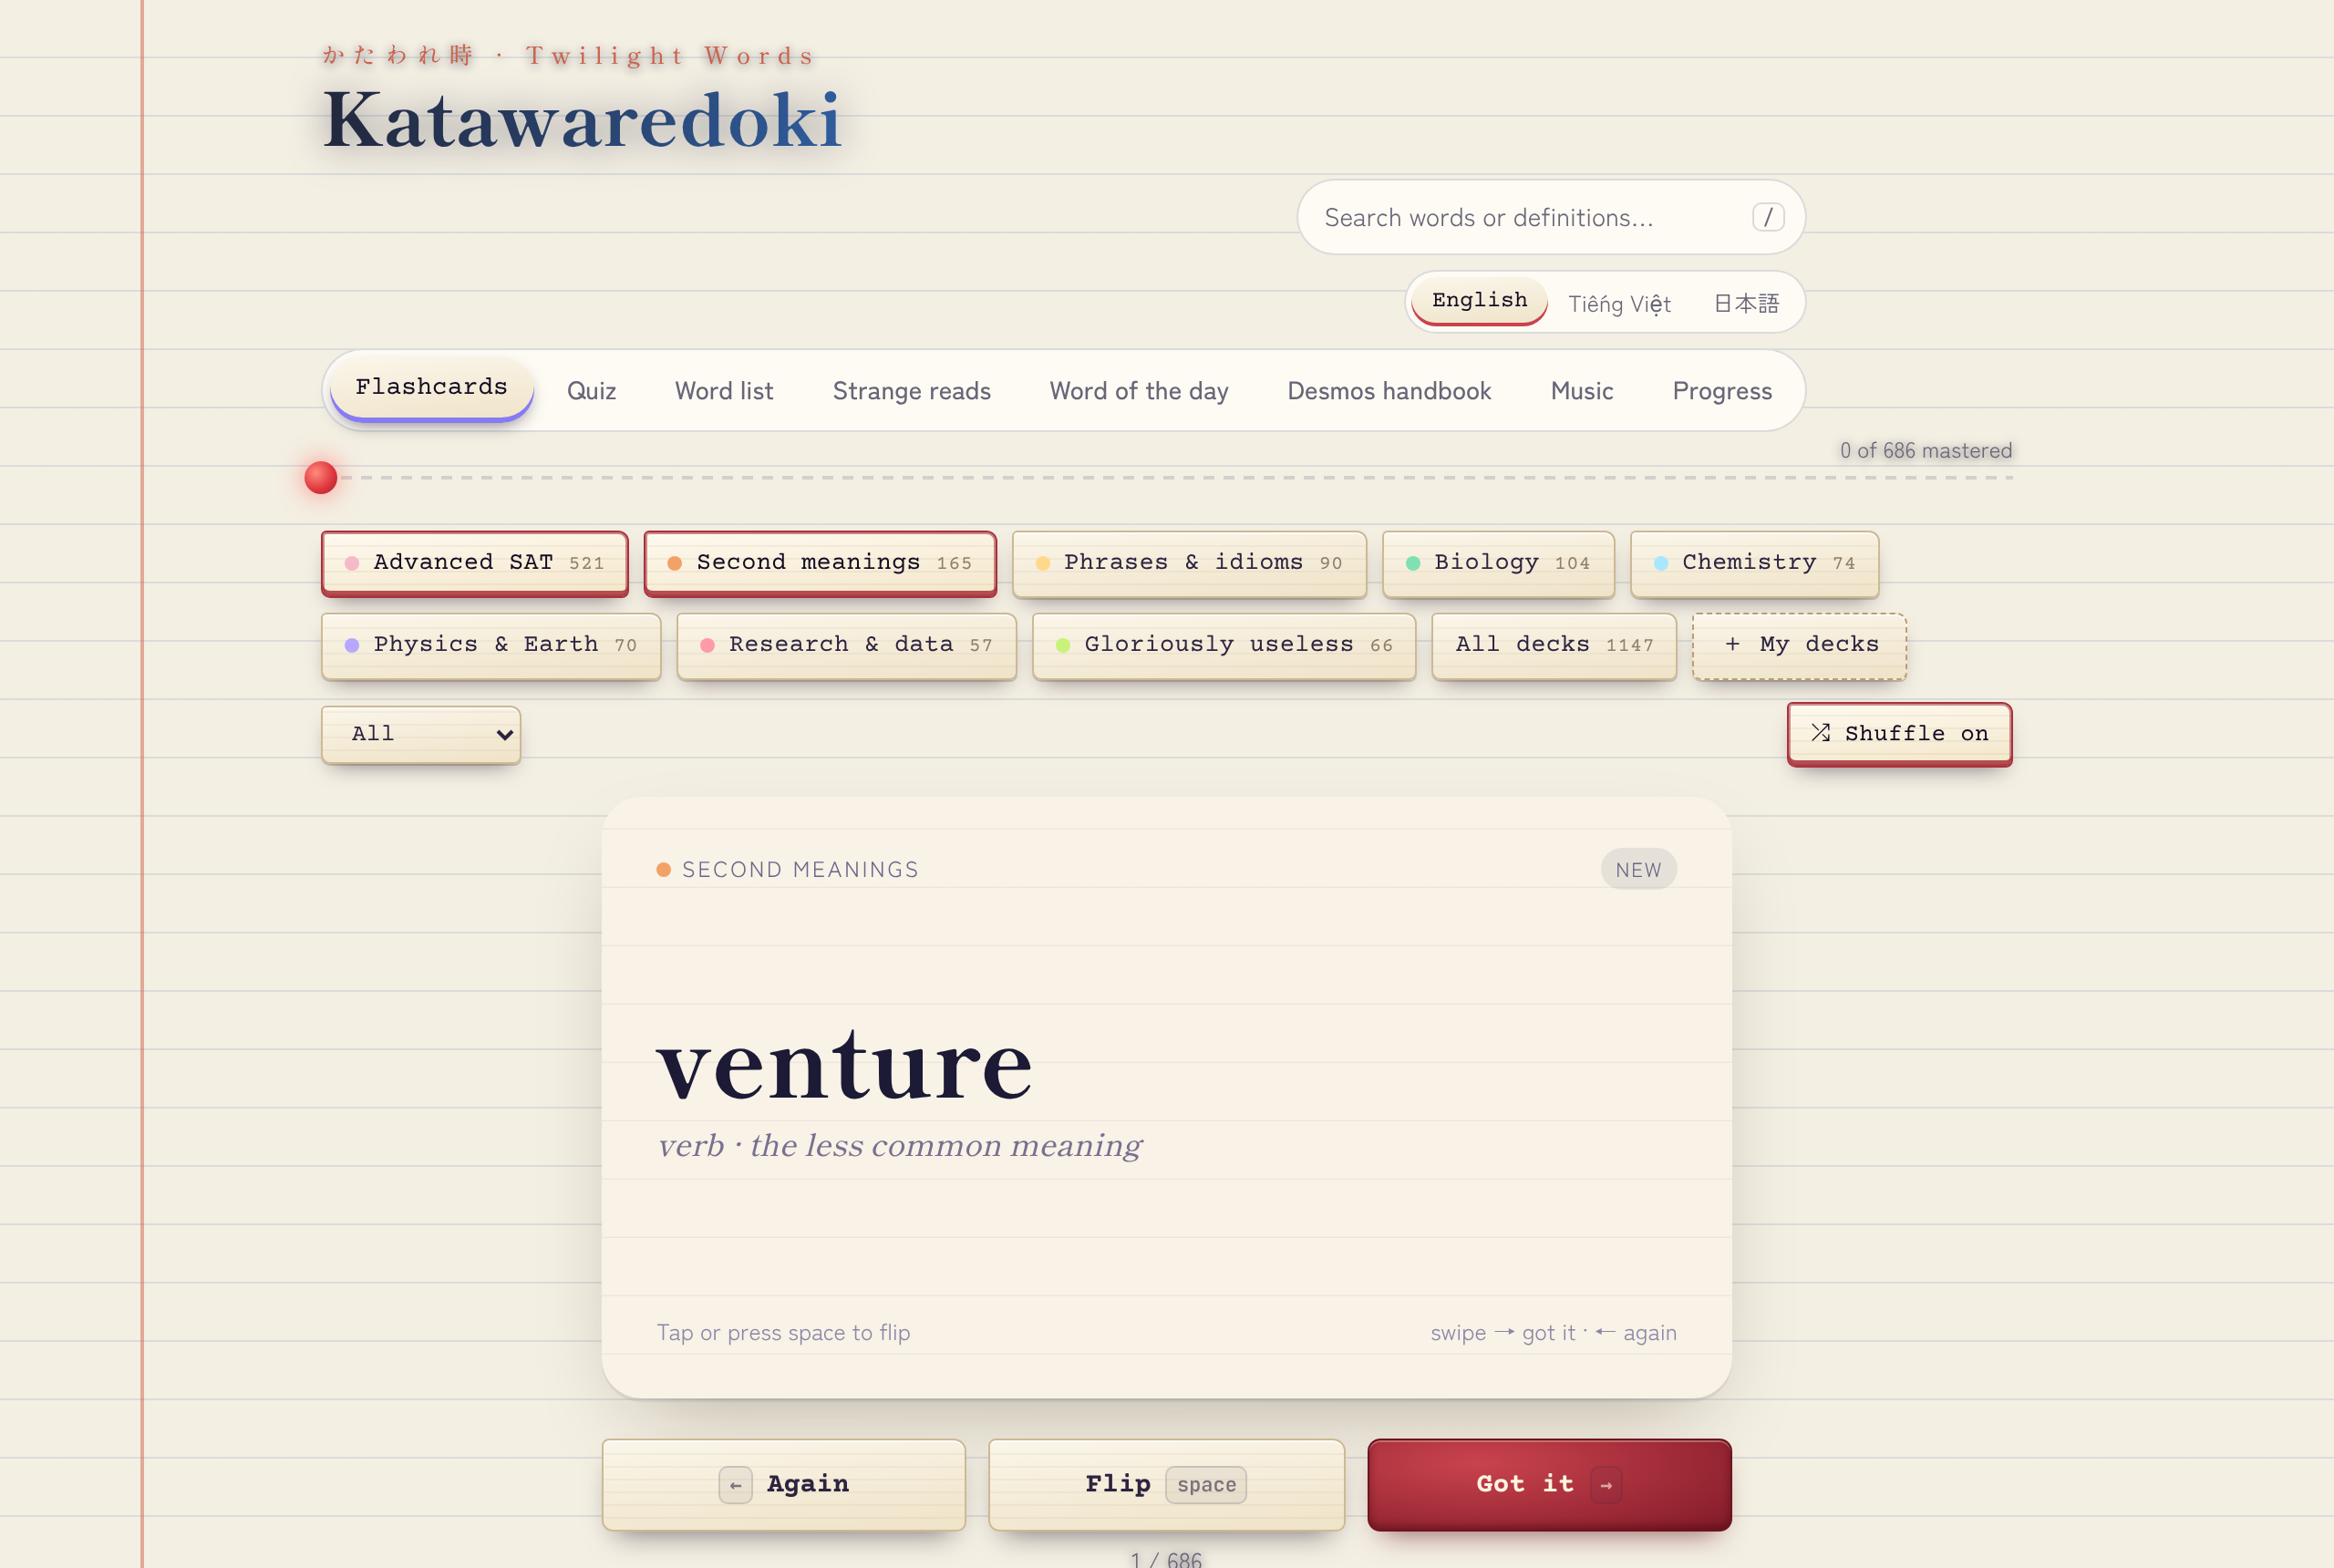 かたわれ時 · Twilight Words
Katawaredoki
Search words or definitions… /
English Tiếng Việt 日本語
Flashcards Quiz Word list Strange reads Word of the day Desmos handbook Music Progress
0 of 686 mastered
Advanced SAT 521 Second meanings 165 Phrases & idioms 90 Biology 104 Chemistry 74
Physics & Earth 70 Research & data 57 Gloriously useless 66 All decks 1147 + My decks
All Shuffle on
SECOND MEANINGS NEW
venture
verb · the less common meaning
Tap or press space to flip swipe → got it · ← again
← Again Flip space Got it →
1 / 686